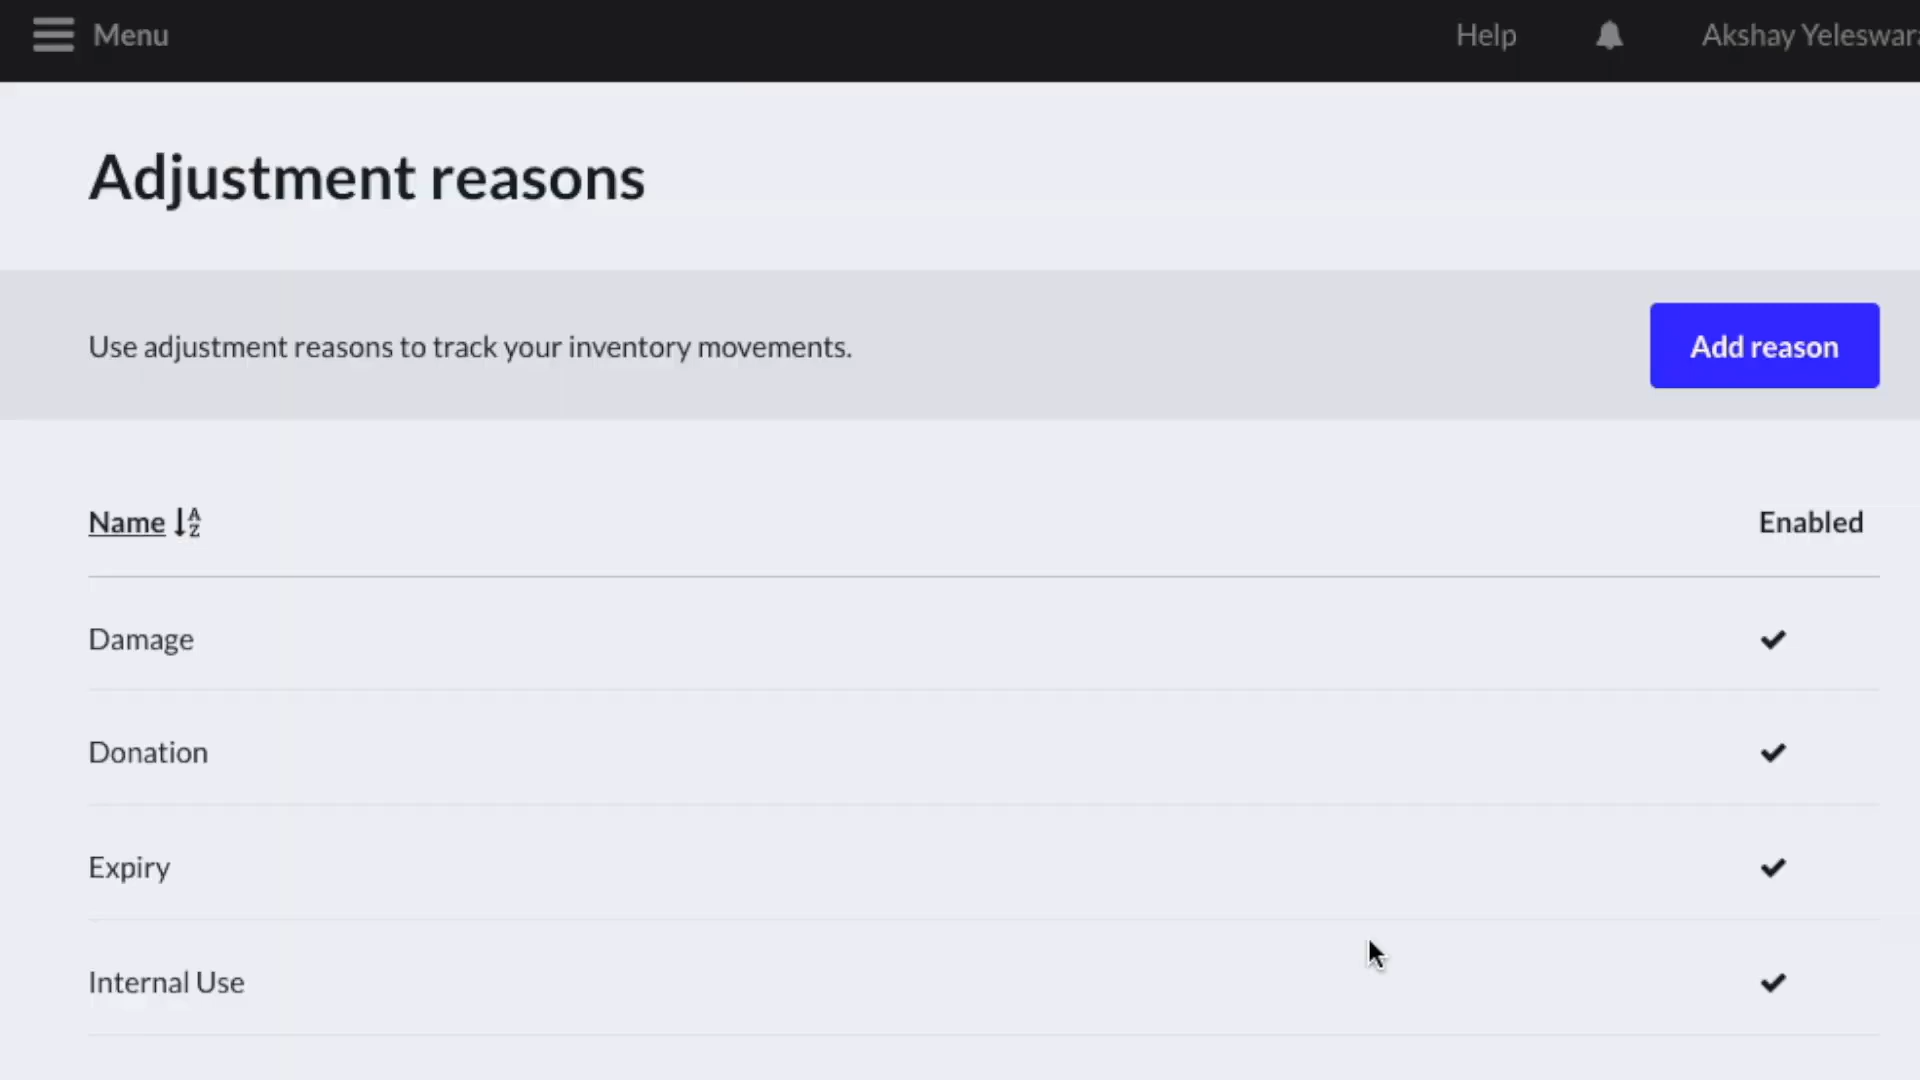 Menu
Help
Akshay
Adjustment reasons
Use adjustment reasons to track your inventory movements.
Add reason
Name
Enabled
Damage
Donation
Expiry
Internal Use